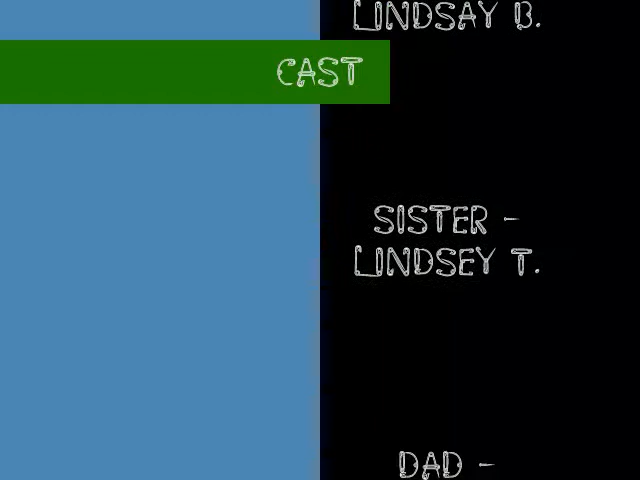 LINDSAY B.
CAST
SISTER -
LINDSEY T.
DAD -